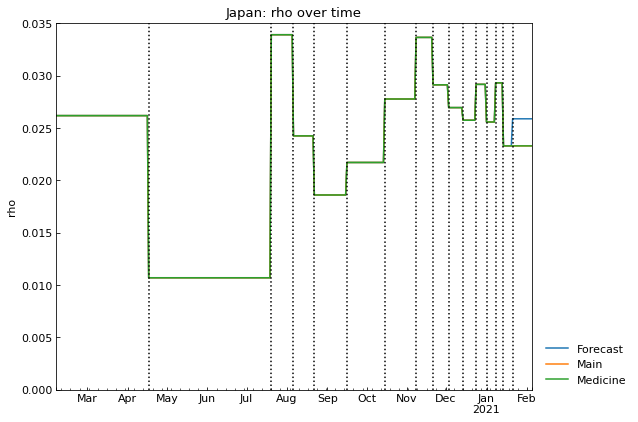 Japan: rho over time
0.035
0.030
0.025
0.020
0.015
0.010
0.005
0.000
rho
Mar Apr May Jun Jul Aug Sep Oct Nov Dec Jan Feb
2021
Forecast
Main
Medicine